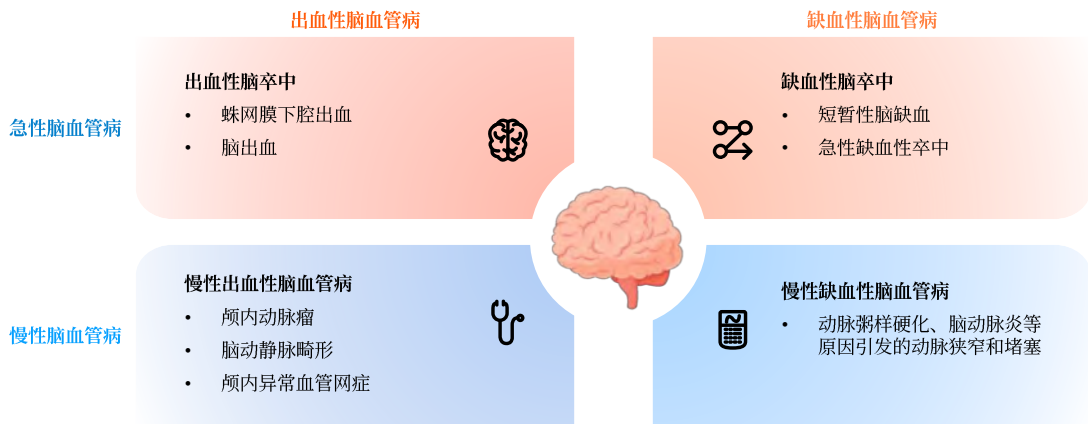 出血性脑血管病
缺血性脑血管病
急性脑血管病
出血性脑卒中
• 蛛网膜下腔出血
• 脑出血
缺血性脑卒中
• 短暂性脑缺血
• 急性缺血性卒中
慢性脑血管病
慢性出血性脑血管病
• 颅内动脉瘤
• 脑动静脉畸形
• 颅内异常血管网症
慢性缺血性脑血管病
• 动脉粥样硬化、脑动脉炎等
原因引发的动脉狭窄和堵塞